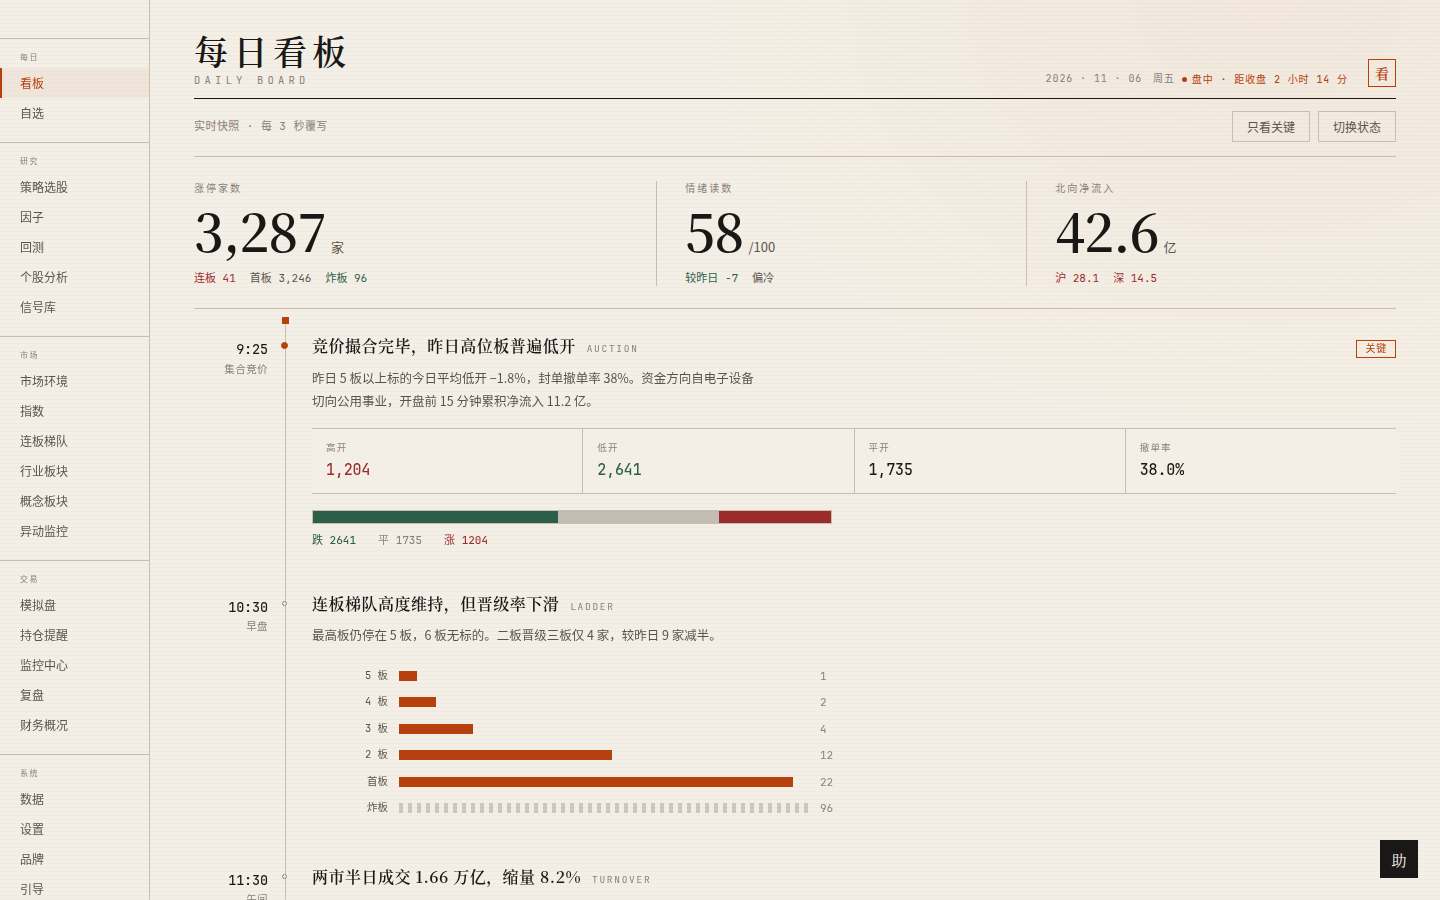 每日
看板
自选
研究
策略选股
因子
回测
个股分析
信号库
市场
市场环境
指数
连板梯队
行业板块
概念板块
异动监控
交易
模拟盘
持仓提醒
监控中心
复盘
财务概况
系统
数据
设置
品牌
引导
每日看板
DAILY BOARD
2026 · 11 · 06 周五 盘中 · 距收盘 2 小时 14 分
看
实时快照 · 每 3 秒覆写
只看关键
切换状态
涨停家数
3,287 家
连板 41 首板 3,246 炸板 96
情绪读数
58 /100
较昨日 -7 偏冷
北向净流入
42.6 亿
沪 28.1 深 14.5
9:25
集合竞价
竞价撮合完毕，昨日高位板普遍低开 AUCTION
关键
昨日 5 板以上标的今日平均低开 −1.8%，封单撤单率 38%。资金方向自电子设备
切向公用事业，开盘前 15 分钟累积净流入 11.2 亿。
高开
1,204
低开
2,641
平开
1,735
撤单率
38.0%
跌 2641 平 1735 涨 1204
10:30
早盘
连板梯队高度维持，但晋级率下滑 LADDER
最高板仍停在 5 板，6 板无标的。二板晋级三板仅 4 家，较昨日 9 家减半。
5 板 1
4 板 2
3 板 4
2 板 12
首板 22
炸板 96
11:30
午间
两市半日成交 1.66 万亿，缩量 8.2% TURNOVER
助